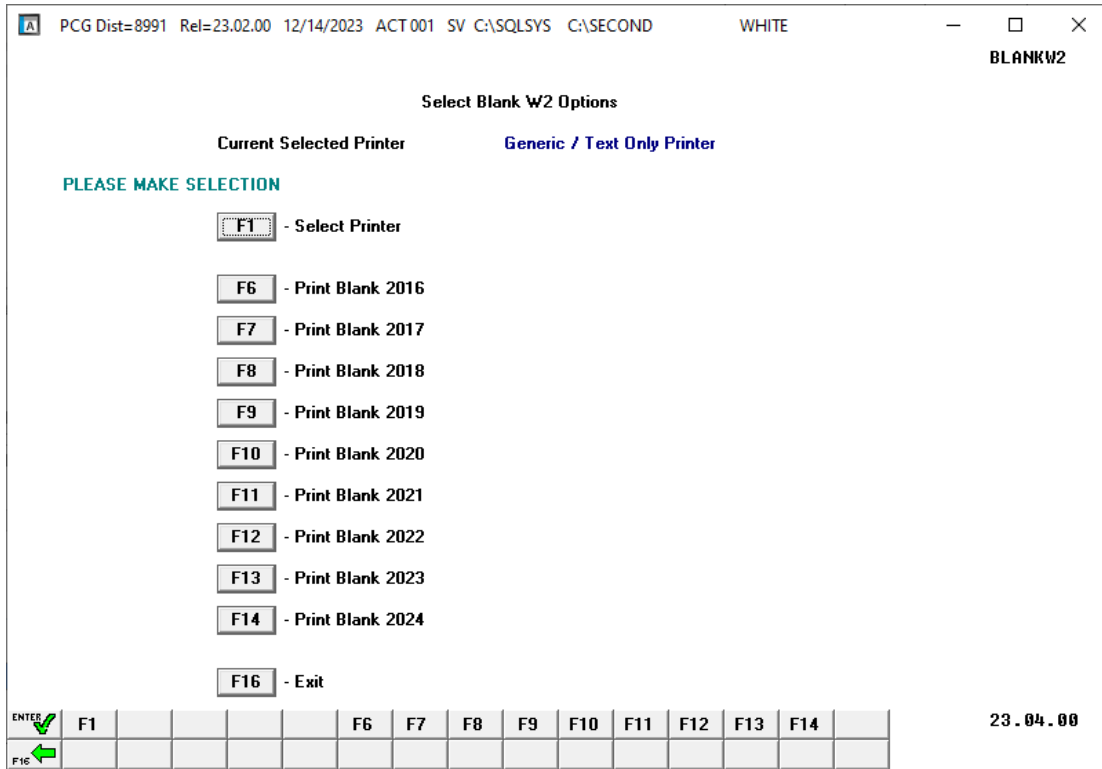 A PCG Dist=8991 Rel=23.02.00 12/14/2023 ACT 001 SV C:\SQLSYS C:\SECOND WHITE
BLANKW2
Select Blank W2 Options
Current Selected Printer Generic / Text Only Printer
PLEASE MAKE SELECTION
F1 - Select Printer
F6 - Print Blank 2016
F7 - Print Blank 2017
F8 - Print Blank 2018
F9 - Print Blank 2019
F10 - Print Blank 2020
F11 - Print Blank 2021
F12 - Print Blank 2022
F13 - Print Blank 2023
F14 - Print Blank 2024
F16 - Exit
ENTER F1 F6 F7 F8 F9 F10 F11 F12 F13 F14 23.04.00
F16